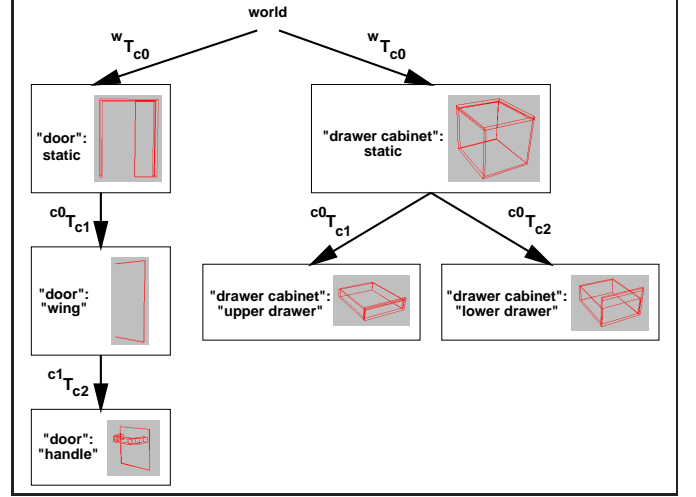 world
wTc0
wTc0
"door":
static
"drawer cabinet":
static
c0Tc1
c0Tc1
c0Tc2
"door":
"wing"
"drawer cabinet":
"upper drawer"
"drawer cabinet":
"lower drawer"
c1Tc2
"door":
"handle"